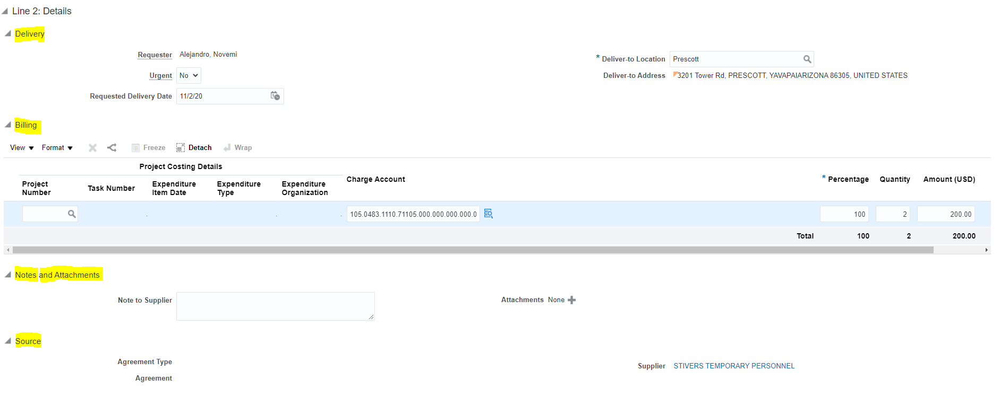 Line 2: Details
Delivery
Requester Alejandro, Novemi
* Deliver-to Location Prescott
Urgent No
Deliver-to Address 3201 Tower Rd, PRESCOTT, YAVAPAIARIZONA 86305, UNITED STATES
Requested Delivery Date 11/2/20
Billing
View Format Freeze Detach Wrap
Project Costing Details
Project Number Task Number Expenditure Item Date Expenditure Type Expenditure Organization Charge Account * Percentage Quantity Amount (USD)
105.0483.1110.71105.000.000.000.000.0 100 2 200.00
Total 100 2 200.00
Notes and Attachments
Note to Supplier
Attachments None
Source
Agreement Type
Supplier STIVERS TEMPORARY PERSONNEL
Agreement